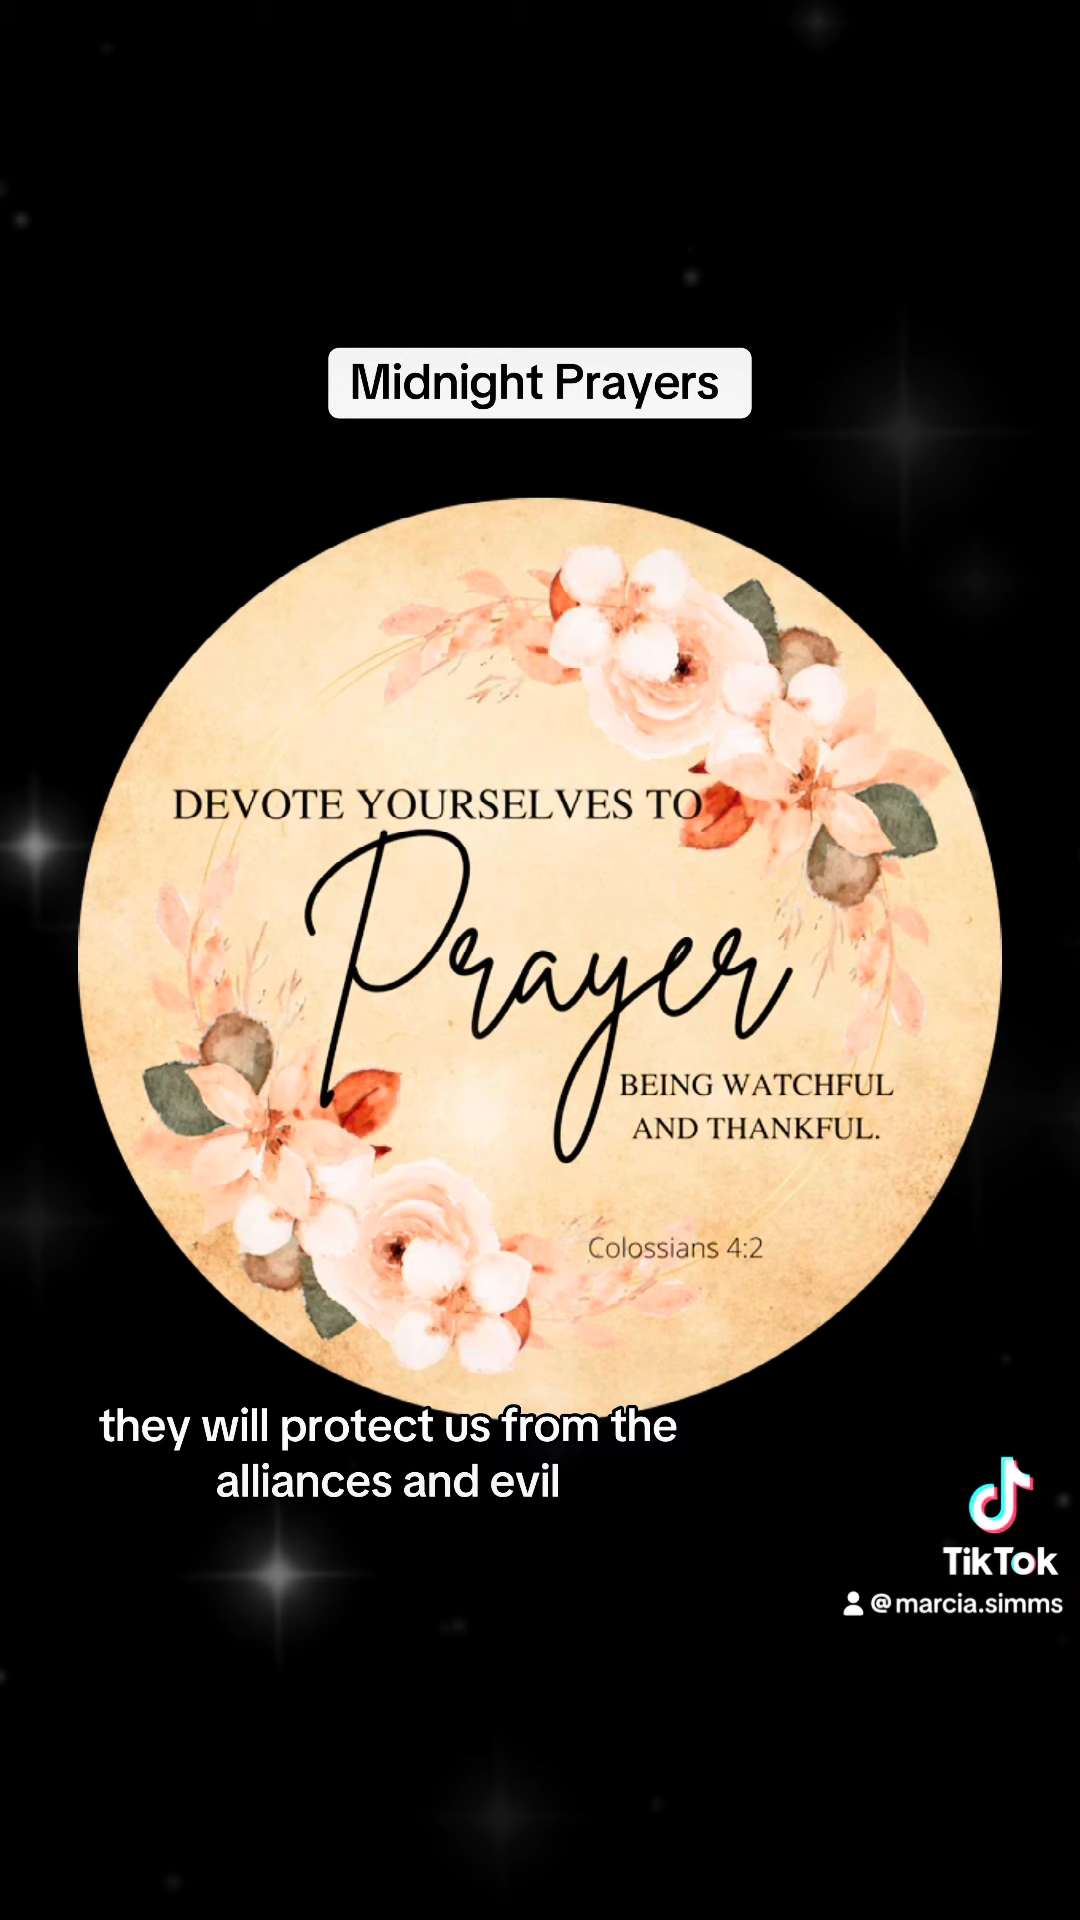 Midnight Prayers
DEVOTE YOURSELVES TO
Prayer
BEING WATCHFUL
AND THANKFUL.
Colossians 4:2
they will protect us from the
alliances and evil
TikTok
@marcia.simms